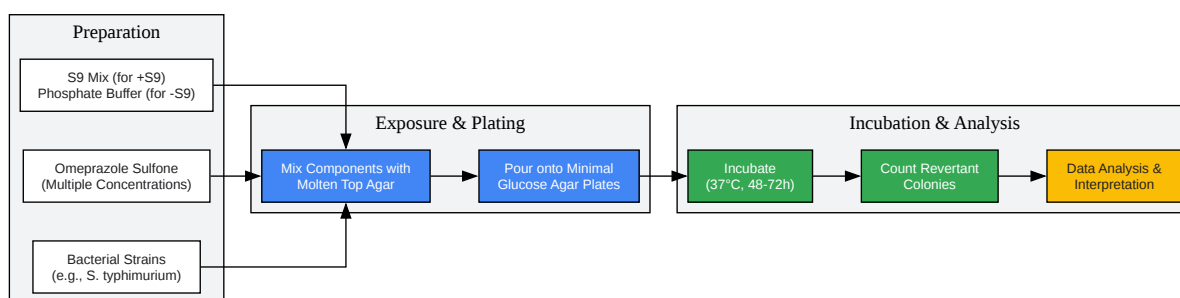 Preparation
S9 Mix (for +S9)
Phosphate Buffer (for -S9)
Omeprazole Sulfone
(Multiple Concentrations)
Bacterial Strains
(e.g., S. typhimurium)
Exposure & Plating
Mix Components with
Molten Top Agar
Pour onto Minimal
Glucose Agar Plates
Incubation & Analysis
Incubate
(37°C, 48-72h)
Count Revertant
Colonies
Data Analysis &
Interpretation